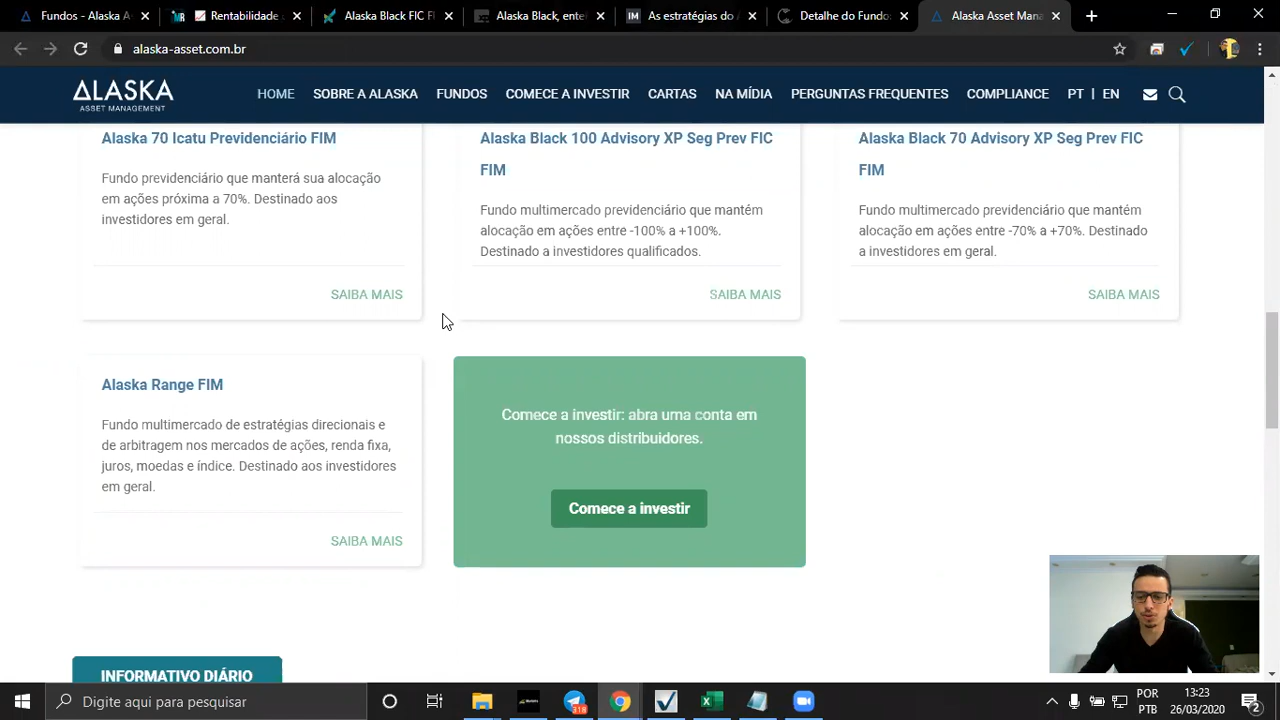 Fundos - Alaska A
Rentabilidade
Alaska Black FIC F
Alaska Black, ente
As estratégias do
Detalhe do Fundo
Alaska Asset Man
alaska-asset.com.br
ALASKA
ASSET MANAGEMENT
HOME
SOBRE A ALASKA
FUNDOS
COMECE A INVESTIR
CARTAS
NA MÍDIA
PERGUNTAS FREQUENTES
COMPLIANCE
PT | EN
Alaska 70 Icatu Previdenciário FIM
Fundo previdenciário que manterá sua alocação
em ações próxima a 70%. Destinado aos
investidores em geral.
SAIBA MAIS
Alaska Black 100 Advisory XP Seg Prev FIC
FIM
Fundo multimercado previdenciário que mantém
alocação em ações entre -100% a +100%.
Destinado a investidores qualificados.
SAIBA MAIS
Alaska Black 70 Advisory XP Seg Prev FIC
FIM
Fundo multimercado previdenciário que mantém
alocação em ações entre -70% a +70%. Destinado
a investidores em geral.
SAIBA MAIS
Alaska Range FIM
Fundo multimercado de estratégias direcionais e
de arbitragem nos mercados de ações, renda fixa,
juros, moedas e índice. Destinado aos investidores
em geral.
SAIBA MAIS
Comece a investir: abra uma conta em
nossos distribuidores.
Comece a investir
INFORMATIVO DIÁRIO
Digite aqui para pesquisar
POR
PTB
13:23
26/03/2020